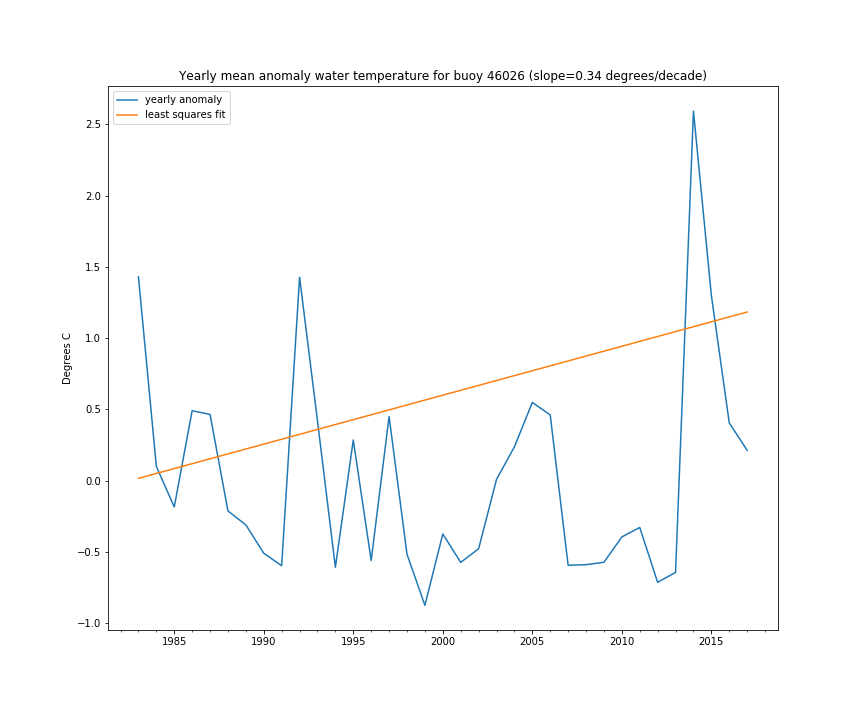 Yearly mean anomaly water temperature for buoy 46026 (slope=0.34 degrees/decade)
yearly anomaly
least squares fit
Degrees C
2.5
2.0
1.5
1.0
0.5
0.0
−0.5
−1.0
1985 1990 1995 2000 2005 2010 2015